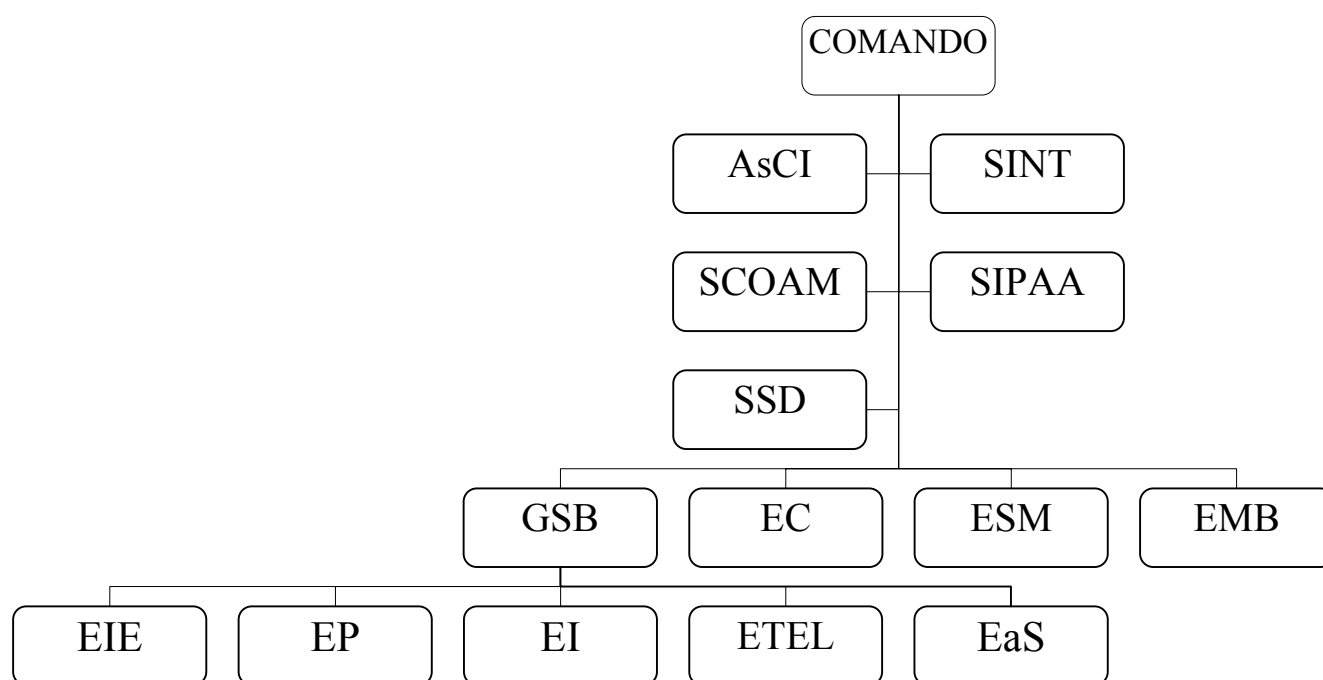 COMANDO
AsCI
SINT
SCOAM
SIPAA
SSD
GSB
EC
ESM
EMB
EIE
EP
EI
ETEL
EaS